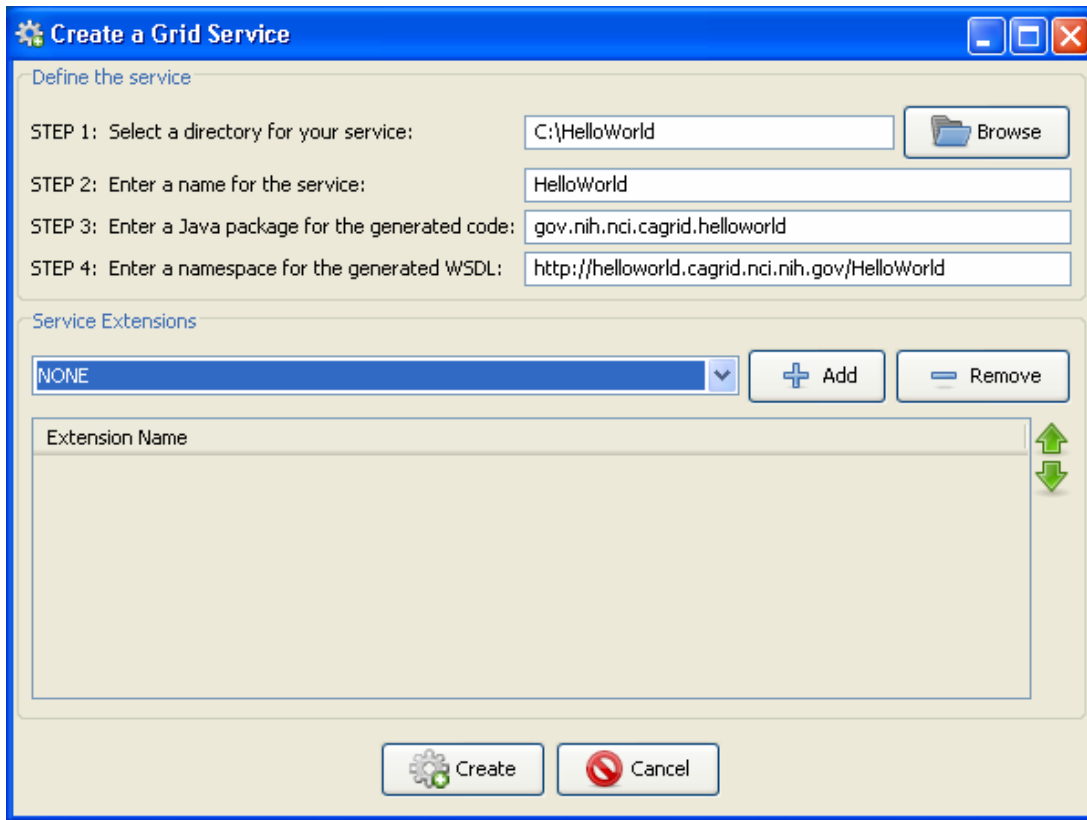 Create a Grid Service
Define the service
STEP 1: Select a directory for your service:
C:\HelloWorld
Browse
STEP 2: Enter a name for the service:
HelloWorld
STEP 3: Enter a Java package for the generated code:
gov.nih.nci.cagrid.helloworld
STEP 4: Enter a namespace for the generated WSDL:
http://helloworld.cagrid.nci.nih.gov/HelloWorld
Service Extensions
NONE
Add
Remove
Extension Name
Create
Cancel